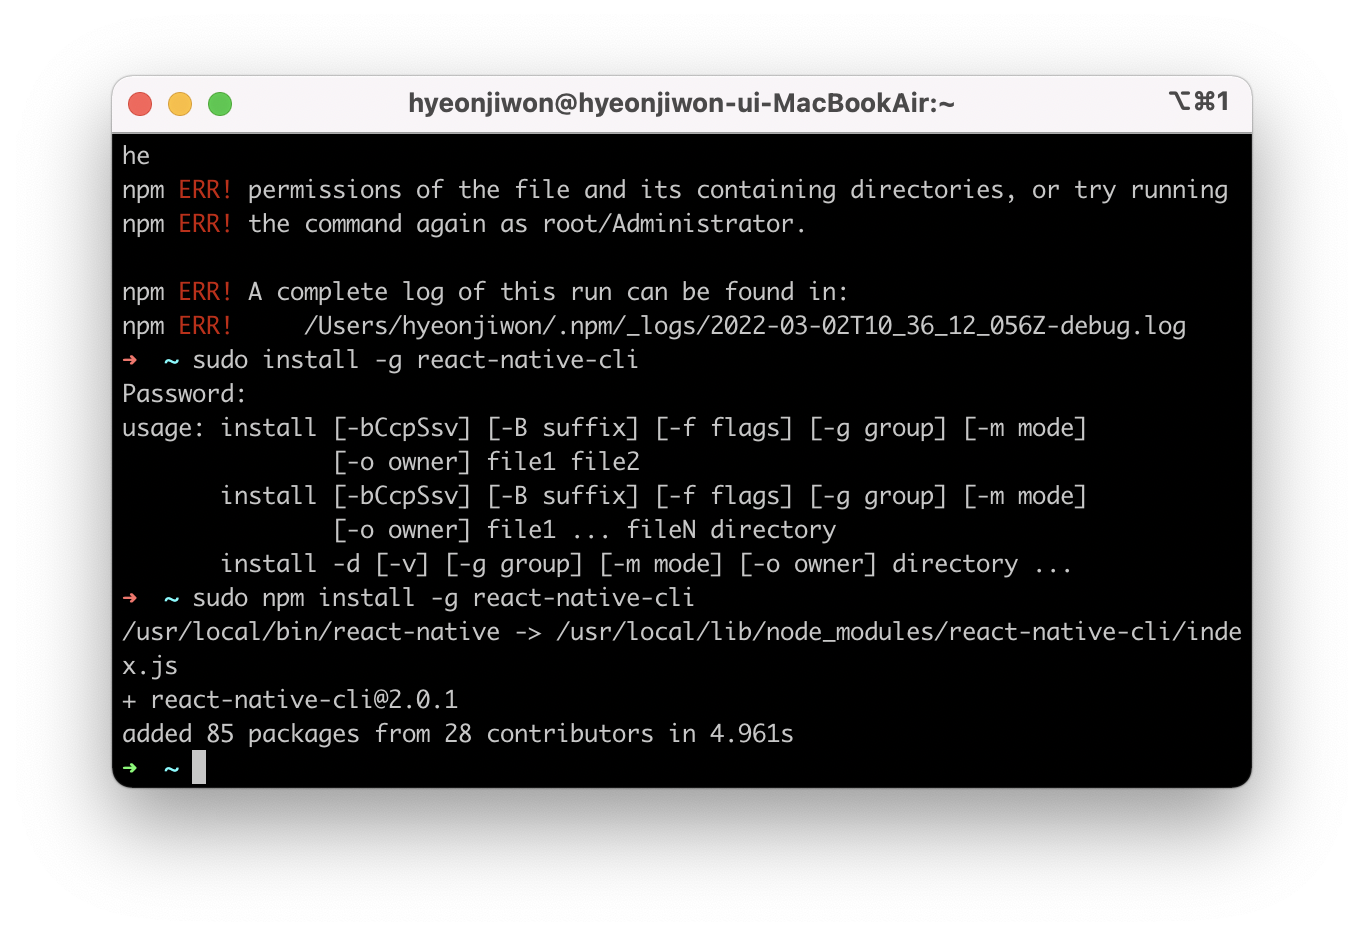 hyeonjiwon@hyeonjiwon-ui-MacBookAir:~ ⌥⌘1
he
npm ERR! permissions of the file and its containing directories, or try running
npm ERR! the command again as root/Administrator.
npm ERR! A complete log of this run can be found in:
npm ERR!     /Users/hyeonjiwon/.npm/_logs/2022-03-02T10_36_12_056Z-debug.log
➜  ~ sudo install -g react-native-cli
Password:
usage: install [-bCcpSsv] [-B suffix] [-f flags] [-g group] [-m mode]
               [-o owner] file1 file2
       install [-bCcpSsv] [-B suffix] [-f flags] [-g group] [-m mode]
               [-o owner] file1 ... fileN directory
       install -d [-v] [-g group] [-m mode] [-o owner] directory ...
➜  ~ sudo npm install -g react-native-cli
/usr/local/bin/react-native -> /usr/local/lib/node_modules/react-native-cli/inde
x.js
+ react-native-cli@2.0.1
added 85 packages from 28 contributors in 4.961s
➜  ~